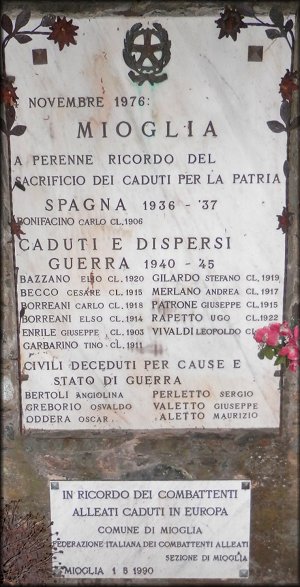 NOVEMBRE 1976:
MIOGLIA
A PERENNE RICORDO DEL
SACRIFICIO DEI CADUTI PER LA PATRIA
SPAGNA 1936 - '37
BONIFACINO CARLO CL.1906
CADUTI E DISPERSI
GUERRA 1940 - 45
BAZZANO ELIO CL.1920 GILARDO STEFANO CL.1919
BECCO CESARE CL.1915 MERLANO ANDREA CL.1917
BORREANI CARLO CL.1918 PATRONE GIUSEPPE CL.1915
BORREANI ELSO CL.1914 RAPETTO UGO CL.1922
ENRILE GIUSEPPE CL.1903 VIVALDI LEOPOLDO CL.
GARBARINO TINO CL.1911
CIVILI DECEDUTI PER CAUSE E
STATO DI GUERRA
BERTOLI ANGIOLINA PERLETTO SERGIO
GREBORIO OSVALDO VALETTO GIUSEPPE
ODDERA OSCAR ALETTO MAURIZIO
IN RICORDO DEI COMBATTENTI
ALLEATI CADUTI IN EUROPA
COMUNE DI MIOGLIA
FEDERAZIONE ITALIANA DEI COMBATTENTI ALLEATI
SEZIONE DI MIOGLIA
MIOGLIA 1 5 1990